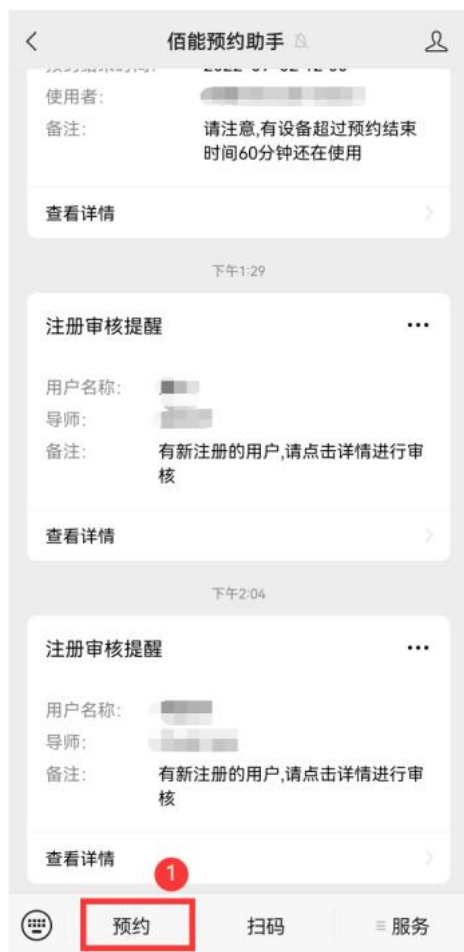 佰能预约助手
使用者:
备注: 请注意,有设备超过预约结束
时间60分钟还在使用
查看详情
下午1:29
注册审核提醒
用户名称:
导师:
备注: 有新注册的用户,请点击详情进行审
核
查看详情
下午2:04
注册审核提醒
用户名称:
导师:
备注: 有新注册的用户,请点击详情进行审
核
查看详情
1
预约 扫码 服务